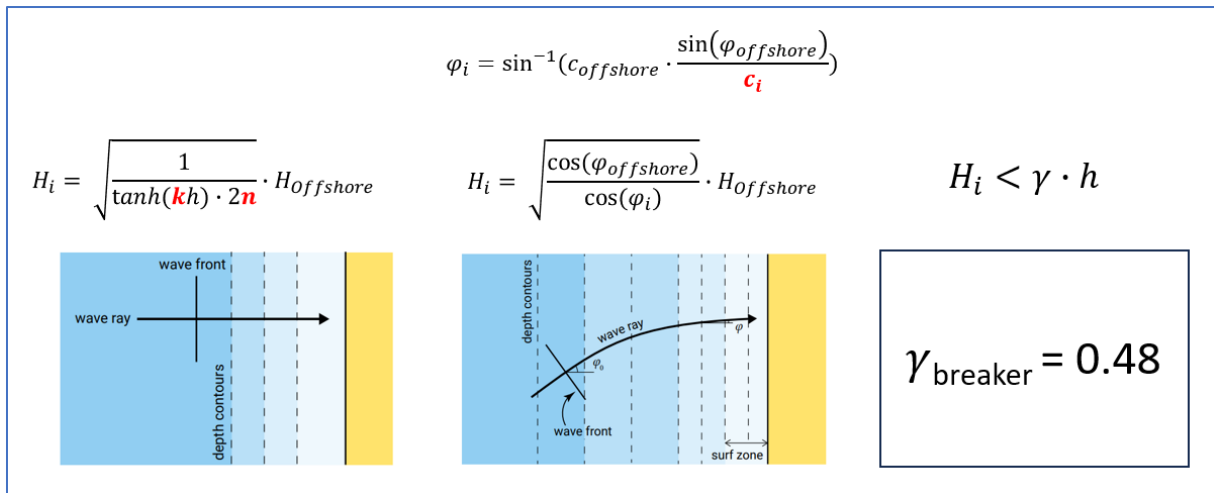 φ_i = sin⁻¹(c_offshore · sin(φ_offshore) / c_i)
H_i = √(1 / (tanh(kh) · 2n)) · H_Offshore
H_i = √(cos(φ_offshore) / cos(φ_i)) · H_Offshore
H_i < γ · h
wave front
wave ray
depth contours
depth contours
wave ray
φ
φ₀
wave front
surf zone
γ_breaker = 0.48